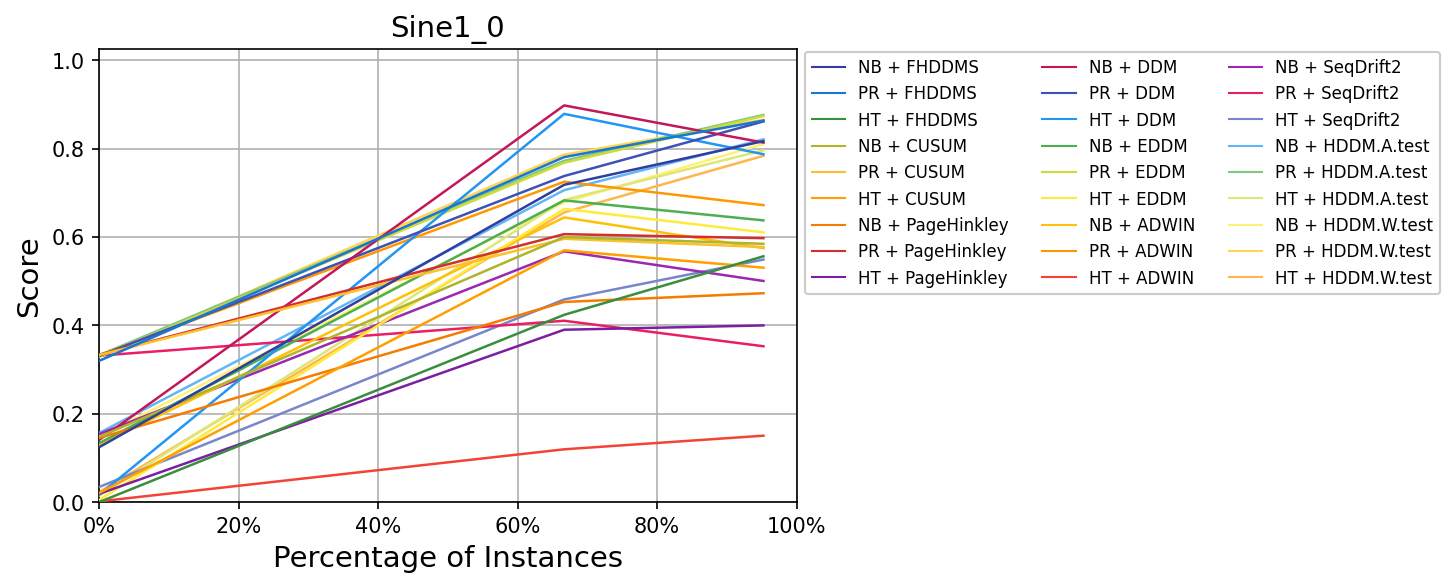 Sine1_0
Score
1.0
0.8
0.6
0.4
0.2
0.0
0%
20%
40%
60%
80%
100%
Percentage of Instances
NB + FHDDMS
PR + FHDDMS
HT + FHDDMS
NB + CUSUM
PR + CUSUM
HT + CUSUM
NB + PageHinkley
PR + PageHinkley
HT + PageHinkley
NB + DDM
PR + DDM
HT + DDM
NB + EDDM
PR + EDDM
HT + EDDM
NB + ADWIN
PR + ADWIN
HT + ADWIN
NB + SeqDrift2
PR + SeqDrift2
HT + SeqDrift2
NB + HDDM.A.test
PR + HDDM.A.test
HT + HDDM.A.test
NB + HDDM.W.test
PR + HDDM.W.test
HT + HDDM.W.test